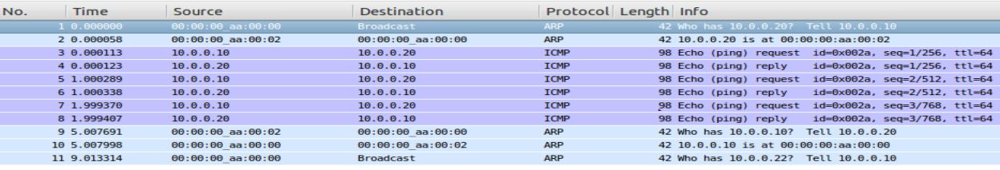 No. Time Source Destination Protocol Length Info
1 0.000000 00:00:00_aa:00:00 Broadcast ARP 42 Who has 10.0.0.20? Tell 10.0.0.10
2 0.000058 00:00:00_aa:00:02 00:00:00_aa:00:00 ARP 42 10.0.0.20 is at 00:00:00:aa:00:02
3 0.000113 10.0.0.10 10.0.0.20 ICMP 98 Echo (ping) request id=0x002a, seq=1/256, ttl=64
4 0.000123 10.0.0.20 10.0.0.10 ICMP 98 Echo (ping) reply id=0x002a, seq=1/256, ttl=64
5 1.000289 10.0.0.10 10.0.0.20 ICMP 98 Echo (ping) request id=0x002a, seq=2/512, ttl=64
6 1.000338 10.0.0.20 10.0.0.10 ICMP 98 Echo (ping) reply id=0x002a, seq=2/512, ttl=64
7 1.999370 10.0.0.10 10.0.0.20 ICMP 98 Echo (ping) request id=0x002a, seq=3/768, ttl=64
8 1.999407 10.0.0.20 10.0.0.10 ICMP 98 Echo (ping) reply id=0x002a, seq=3/768, ttl=64
9 5.007691 00:00:00_aa:00:02 00:00:00_aa:00:00 ARP 42 Who has 10.0.0.10? Tell 10.0.0.20
10 5.007998 00:00:00_aa:00:00 00:00:00_aa:00:02 ARP 42 10.0.0.10 is at 00:00:00:aa:00:00
11 9.013314 00:00:00_aa:00:00 Broadcast ARP 42 Who has 10.0.0.22? Tell 10.0.0.10